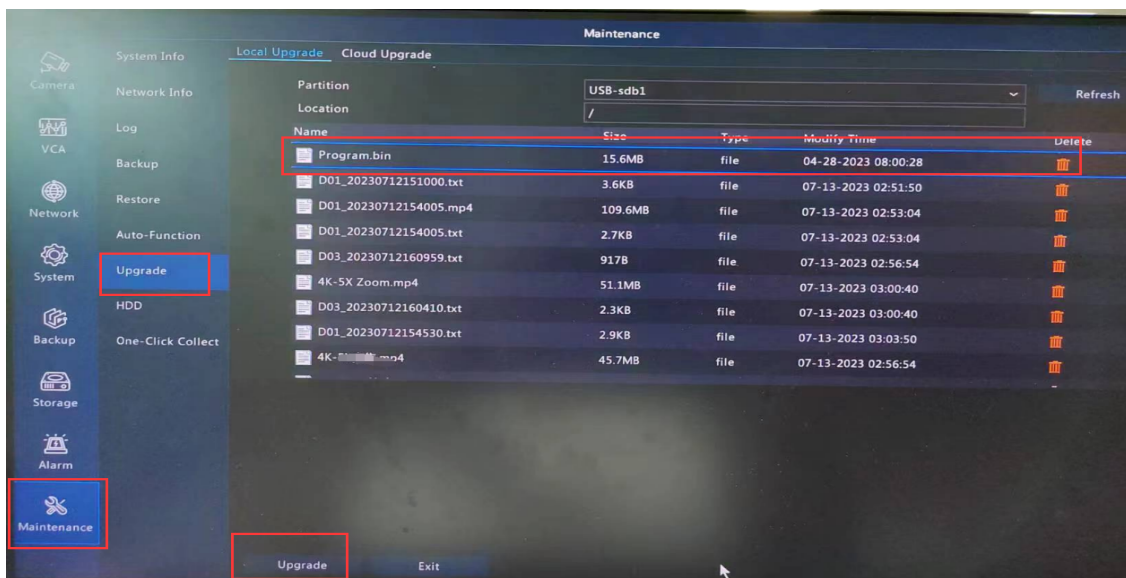 Maintenance
Camera
VCA
Network
System
Backup
Storage
Alarm
Maintenance
System Info
Network Info
Log
Backup
Restore
Auto-Function
Upgrade
HDD
One-Click Collect
Local Upgrade Cloud Upgrade
Partition USB-sdb1 Refresh
Location /
Name Size Type Modify Time Delete
Program.bin 15.6MB file 04-28-2023 08:00:28
D01_20230712151000.txt 3.6KB file 07-13-2023 02:51:50
D01_20230712154005.mp4 109.6MB file 07-13-2023 02:53:04
D01_20230712154005.txt 2.7KB file 07-13-2023 02:53:04
D03_20230712160959.txt 917B file 07-13-2023 02:56:54
4K-5X Zoom.mp4 51.1MB file 07-13-2023 03:00:40
D03_20230712160410.txt 2.3KB file 07-13-2023 03:00:40
D01_20230712154530.txt 2.9KB file 07-13-2023 03:03:50
4K- .mp4 45.7MB file 07-13-2023 02:56:54
Upgrade Exit